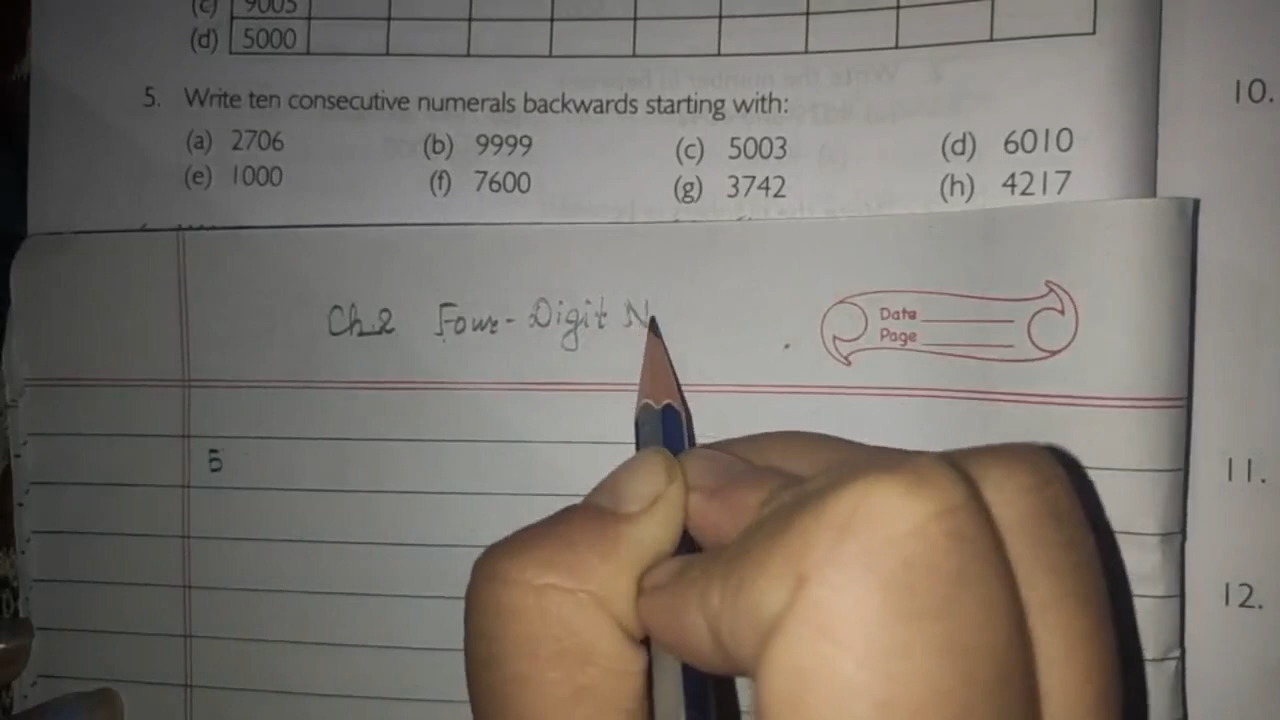 (c) 9005
(d) 5000
5. Write ten consecutive numerals backwards starting with:
(a) 2706 (b) 9999 (c) 5003 (d) 6010
(e) 1000 (f) 7600 (g) 3742 (h) 4217
10.
Ch.2 Four-Digit N
Date
Page
5
11.
12.